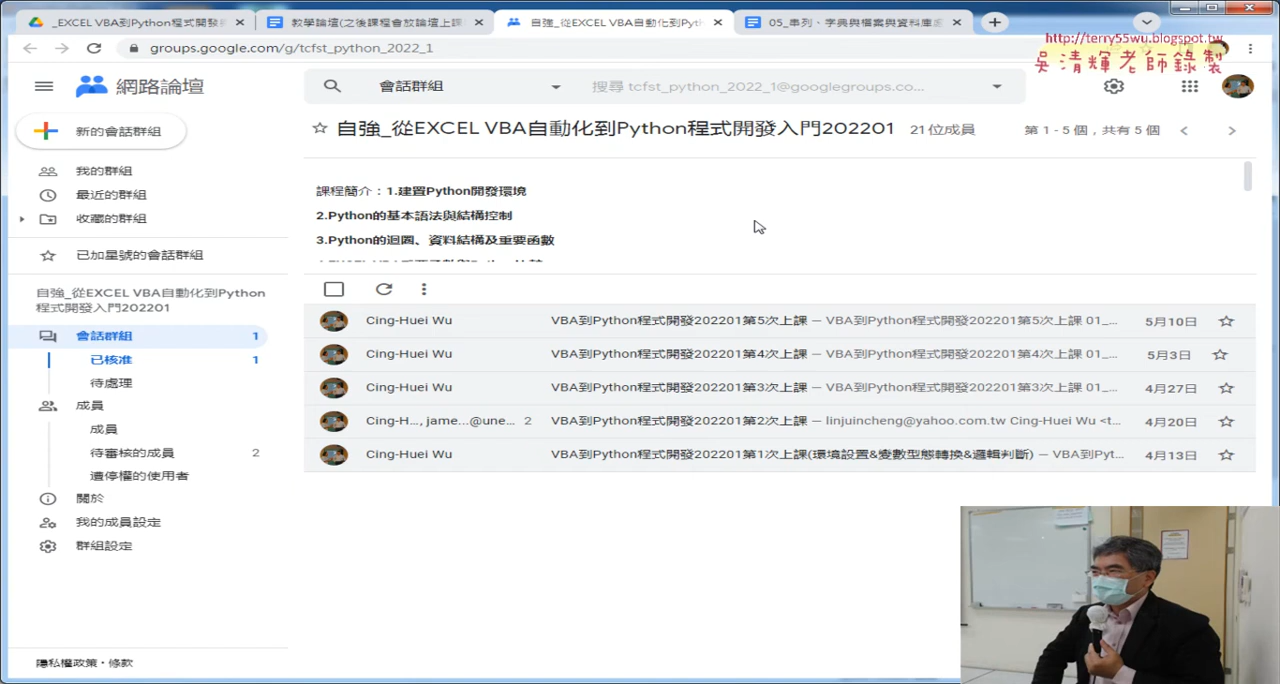 _EXCEL VBA到Python程式開發
教學論壇(之後課程會放論壇上課
自強_從EXCEL VBA自動化到Pyth
05_串列、字典與檔案與資料庫處
groups.google.com/g/tcfst_python_2022_1
http://terry55wu.blogspot.tw
吳清輝老師錄製
網路論壇
會話群組
搜尋 tcfst_python_2022_1@googlegroups.co...
新的會話群組
自強_從EXCEL VBA自動化到Python程式開發入門202201
21 位成員
第 1 - 5 個，共有 5 個
我的群組
最近的群組
收藏的群組
已加星號的會話群組
課程簡介：1.建置Python開發環境
2.Python的基本語法與結構控制
3.Python的迴圈、資料結構及重要函數
自強_從EXCEL VBA自動化到Python
程式開發入門202201
會話群組 1
已核准 1
待處理
成員
成員
待審核的成員 2
遭停權的使用者
關於
我的成員設定
群組設定
隱私權政策・條款
Cing-Huei Wu VBA到Python程式開發202201第5次上課 — VBA到Python程式開發202201第5次上課 01_... 5月10日
Cing-Huei Wu VBA到Python程式開發202201第4次上課 — VBA到Python程式開發202201第4次上課 01_... 5月3日
Cing-Huei Wu VBA到Python程式開發202201第3次上課 — VBA到Python程式開發202201第3次上課 01_... 4月27日
Cing-H..., jame...@une... 2 VBA到Python程式開發202201第2次上課 — linjuincheng@yahoo.com.tw Cing-Huei Wu <t... 4月20日
Cing-Huei Wu VBA到Python程式開發202201第1次上課(環境設置&變數型態轉換&邏輯判斷) — VBA到Pyt... 4月13日